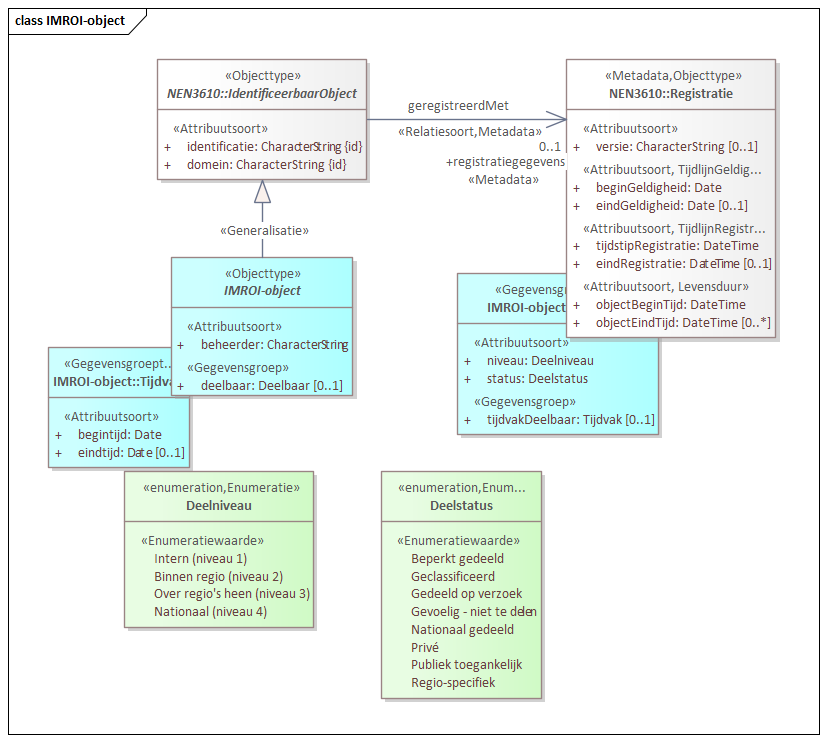 class IMROI-object
«Objecttype»
NEN3610::IdentificeerbaarObject
«Attribuutsoort»
+ identificatie: CharacterString {id}
+ domein: CharacterString {id}
geregistreerdMet
«Relatiesoort,Metadata»
0..1
+registratiegegevens
«Metadata»
«Metadata,Objecttype»
NEN3610::Registratie
«Attribuutsoort»
+ versie: CharacterString [0..1]
«Attribuutsoort, TijdlijnGeldig...
+ beginGeldigheid: Date
+ eindGeldigheid: Date [0..1]
«Attribuutsoort, TijdlijnRegistr...
+ tijdstipRegistratie: DateTime
+ eindRegistratie: DateTime [0..1]
«Attribuutsoort, Levensduur»
+ objectBeginTijd: DateTime
+ objectEindTijd: DateTime [0..*]
«Generalisatie»
«Objecttype»
IMROI-object
«Attribuutsoort»
+ beheerder: CharacterString
«Gegevensgroep»
+ deelbaar: Deelbaar [0..1]
«Gegevensgr
IMROI-object
«Attribuutsoort»
+ niveau: Deelniveau
+ status: Deelstatus
«Gegevensgroep»
+ tijdvakDeelbaar: Tijdvak [0..1]
«Gegevensgroept..
IMROI-object::Tijdva
«Attribuutsoort»
+ begintijd: Date
+ eindtijd: Date [0..1]
«enumeration,Enumeratie»
Deelniveau
«Enumeratiewaarde»
Intern (niveau 1)
Binnen regio (niveau 2)
Over regio's heen (niveau 3)
Nationaal (niveau 4)
«enumeration,Enum...
Deelstatus
«Enumeratiewaarde»
Beperkt gedeeld
Geclassificeerd
Gedeeld op verzoek
Gevoelig - niet te delen
Nationaal gedeeld
Privé
Publiek toegankelijk
Regio-specifiek